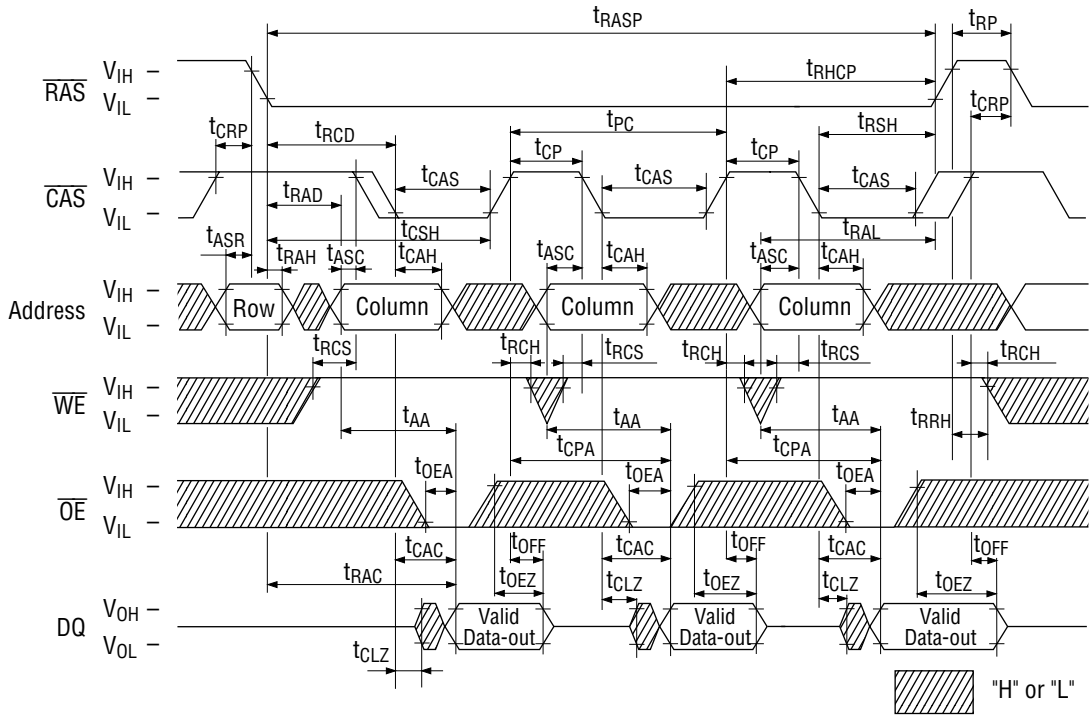 tRASP tRP
VIH tRHCP
RAS
VIL
tCRP tRCD tPC tRSH tCRP
VIH tCAS tCP tCAS tCP tCAS
CAS
VIL tRAD
tCSH tRAL
tASR tRAH tASC tCAH tASC tCAH tASC tCAH
VIH
Address Row Column Column Column
VIL
tRCS tRCH tRCS tRCH tRCS tRCH
VIH
WE
VIL
tAA tAA tAA tRRH
tCPA tCPA
tOEA tOEA tOEA
VIH
OE
VIL
tCAC tOFF tCAC tOFF tCAC tOFF
tRAC tOEZ tCLZ tOEZ tCLZ tOEZ
VOH
DQ Valid Data-out Valid Data-out Valid Data-out
VOL
tCLZ
"H" or "L"